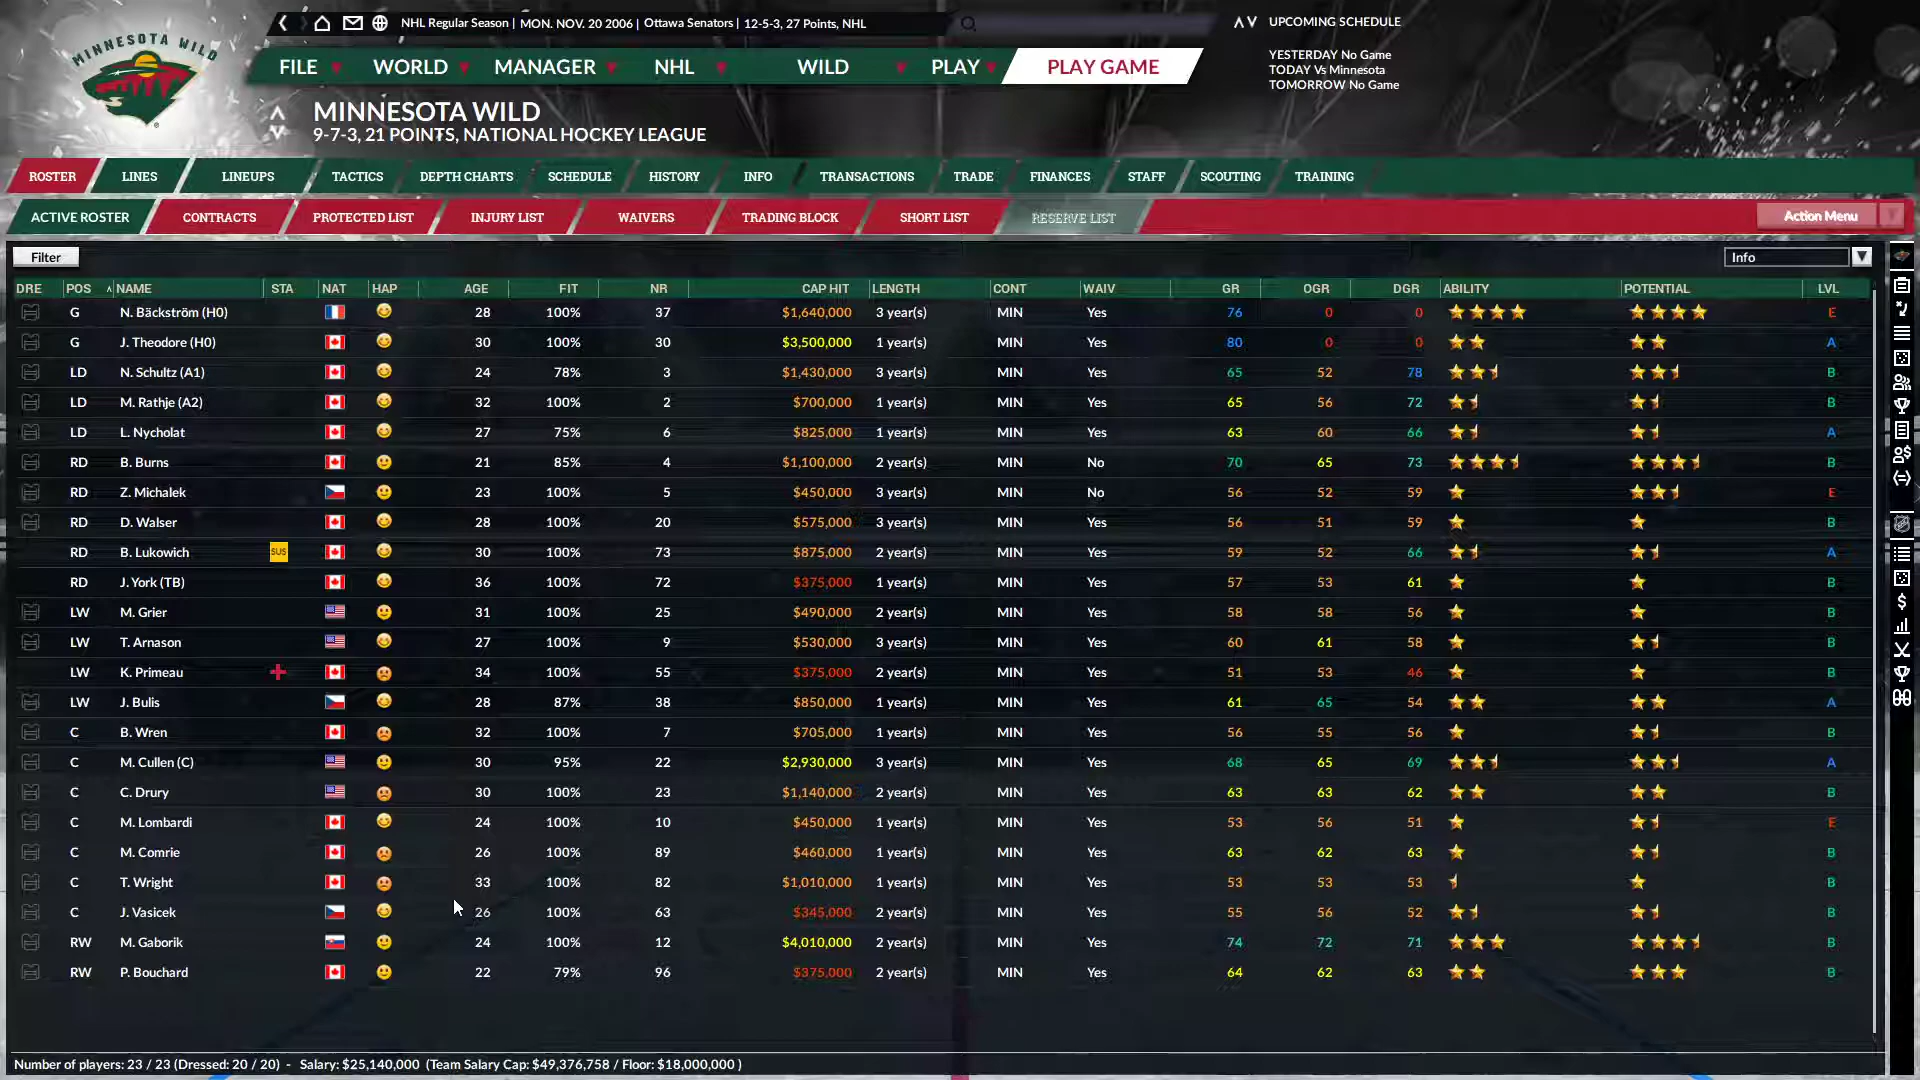 MINNESOTA WILD
NHL Regular Season | MON. NOV. 20 2006 | Ottawa Senators | 12-5-3, 27 Points, NHL
UPCOMING SCHEDULE
YESTERDAY No Game
TODAY Vs Minnesota
TOMORROW No Game
FILE WORLD MANAGER NHL WILD PLAY PLAY GAME
MINNESOTA WILD
9-7-3, 21 POINTS, NATIONAL HOCKEY LEAGUE
ROSTER LINES LINEUPS TACTICS DEPTH CHARTS SCHEDULE HISTORY INFO TRANSACTIONS TRADE FINANCES STAFF SCOUTING TRAINING
ACTIVE ROSTER CONTRACTS PROTECTED LIST INJURY LIST WAIVERS TRADING BLOCK SHORT LIST RESERVE LIST Action Menu
Filter Info
DRE POS NAME STA NAT HAP AGE FIT NR CAP HIT LENGTH CONT WAIV GR OGR DGR ABILITY POTENTIAL LVL
G N. Bäckström (H0) 28 100% 37 $1,640,000 3 year(s) MIN Yes 76 0 0 E
G J. Theodore (H0) 30 100% 30 $3,500,000 1 year(s) MIN Yes 80 0 0 A
LD N. Schultz (A1) 24 78% 3 $1,430,000 3 year(s) MIN Yes 65 52 78 B
LD M. Rathje (A2) 32 100% 2 $700,000 1 year(s) MIN Yes 65 56 72 B
LD L. Nycholat 27 75% 6 $825,000 1 year(s) MIN Yes 63 60 66 A
RD B. Burns 21 85% 4 $1,100,000 2 year(s) MIN No 70 65 73 B
RD Z. Michalek 23 100% 5 $450,000 3 year(s) MIN No 56 52 59 E
RD D. Walser 28 100% 20 $575,000 3 year(s) MIN Yes 56 51 59 B
RD B. Lukowich SUS 30 100% 73 $875,000 2 year(s) MIN Yes 59 52 66 A
RD J. York (TB) 36 100% 72 $375,000 1 year(s) MIN Yes 57 53 61 B
LW M. Grier 31 100% 25 $490,000 2 year(s) MIN Yes 58 58 56 B
LW T. Arnason 27 100% 9 $530,000 3 year(s) MIN Yes 60 61 58 B
LW K. Primeau 34 100% 55 $375,000 2 year(s) MIN Yes 51 53 46 B
LW J. Bulis 28 87% 38 $850,000 1 year(s) MIN Yes 61 65 54 A
C B. Wren 32 100% 7 $705,000 1 year(s) MIN Yes 56 55 56 B
C M. Cullen (C) 30 95% 22 $2,930,000 3 year(s) MIN Yes 68 65 69 A
C C. Drury 30 100% 23 $1,140,000 2 year(s) MIN Yes 63 63 62 B
C M. Lombardi 24 100% 10 $450,000 1 year(s) MIN Yes 53 56 51 E
C M. Comrie 26 100% 89 $460,000 1 year(s) MIN Yes 63 62 63 B
C T. Wright 33 100% 82 $1,010,000 1 year(s) MIN Yes 53 53 53 B
C J. Vasicek 26 100% 63 $345,000 2 year(s) MIN Yes 55 56 52 B
RW M. Gaborik 24 100% 12 $4,010,000 2 year(s) MIN Yes 74 72 71 B
RW P. Bouchard 22 79% 96 $375,000 2 year(s) MIN Yes 64 62 63 B
Number of players: 23 / 23 (Dressed: 20 / 20) - Salary: $25,140,000 (Team Salary Cap: $49,376,758 / Floor: $18,000,000 )